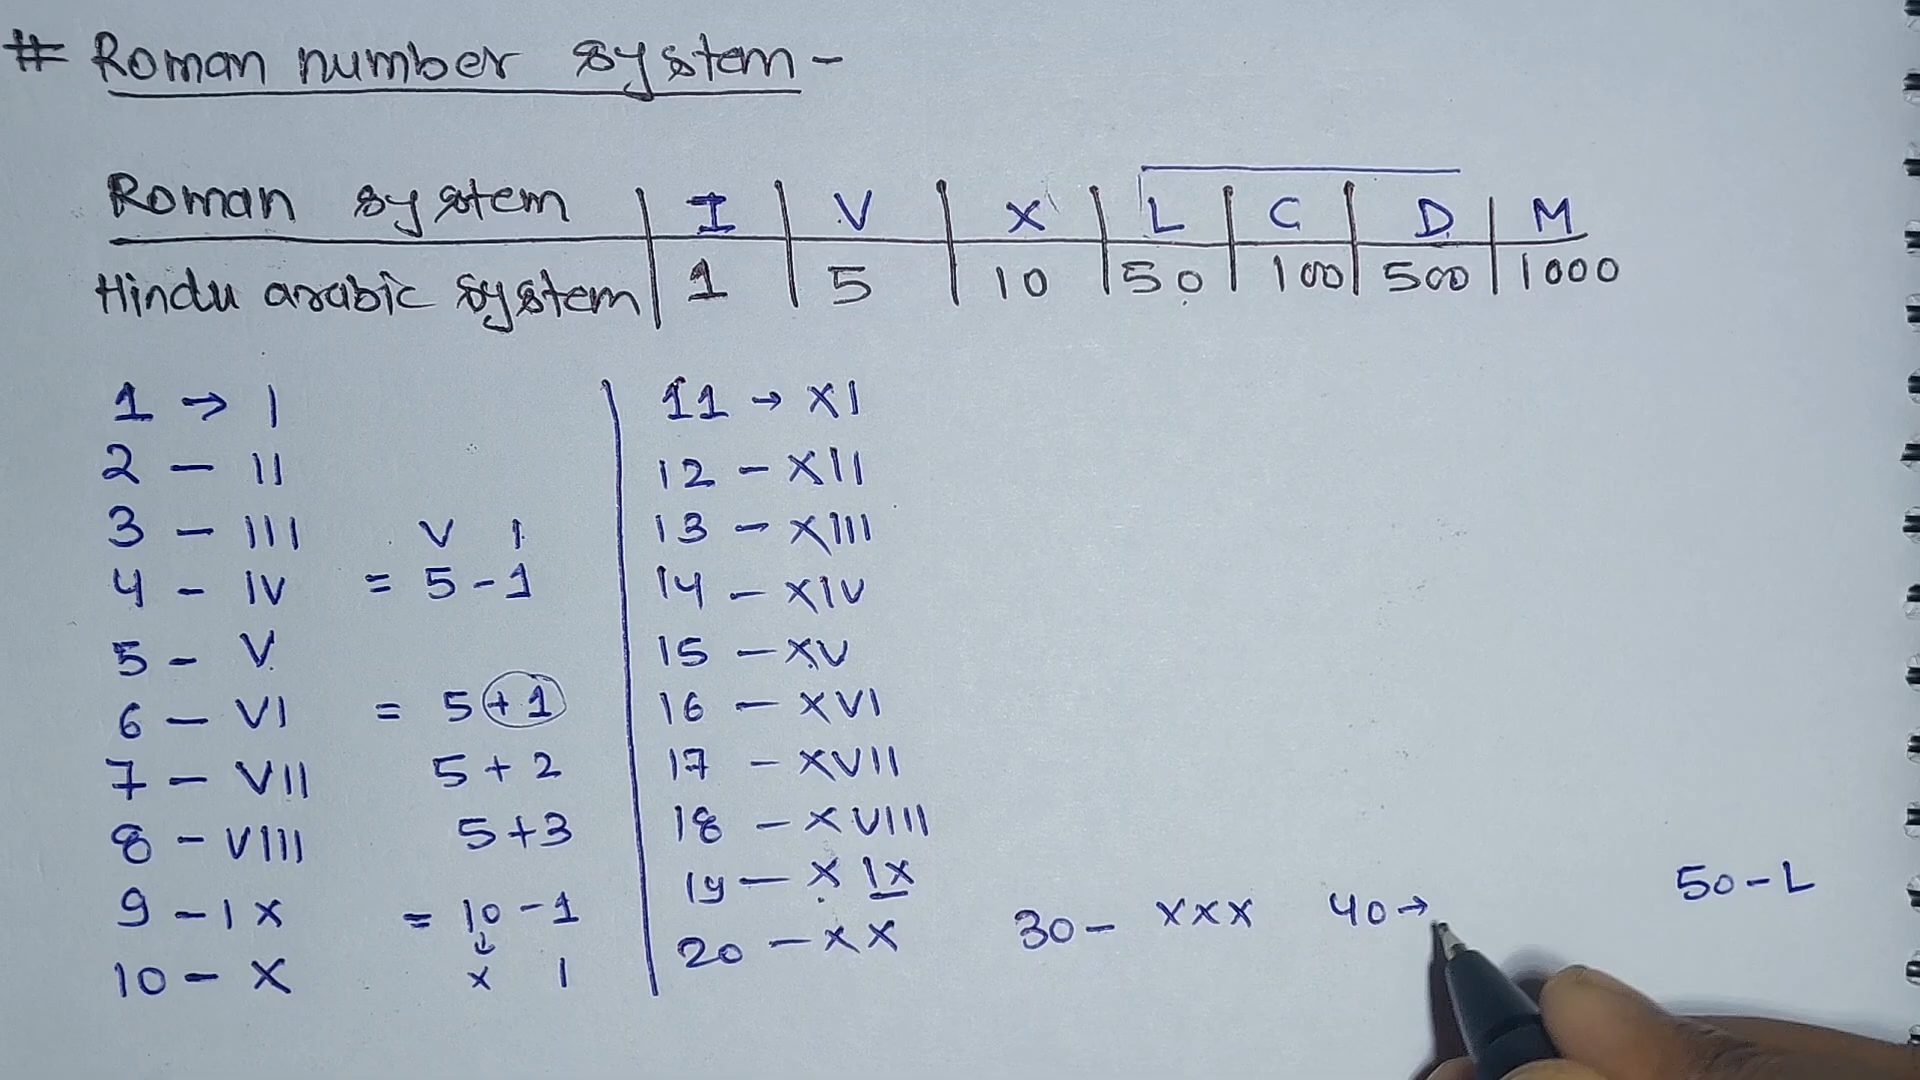 # Roman number system -
Roman system | I | V | X | L | C | D | M
Hindu arabic system | 1 | 5 | 10 | 50 | 100 | 500 | 1000
1 → I
2 - II
3 - III
V I
4 - IV = 5 - 1
5 - V
6 - VI = 5 + 1
7 - VII 5 + 2
8 - VIII 5 + 3
9 - IX = 10 - 1
↓
10 - X X I
11 → XI
12 - XII
13 - XIII
14 - XIV
15 - XV
16 - XVI
17 - XVII
18 - XVIII
19 - XIX
20 - XX 30 - XXX 40 → 50 - L